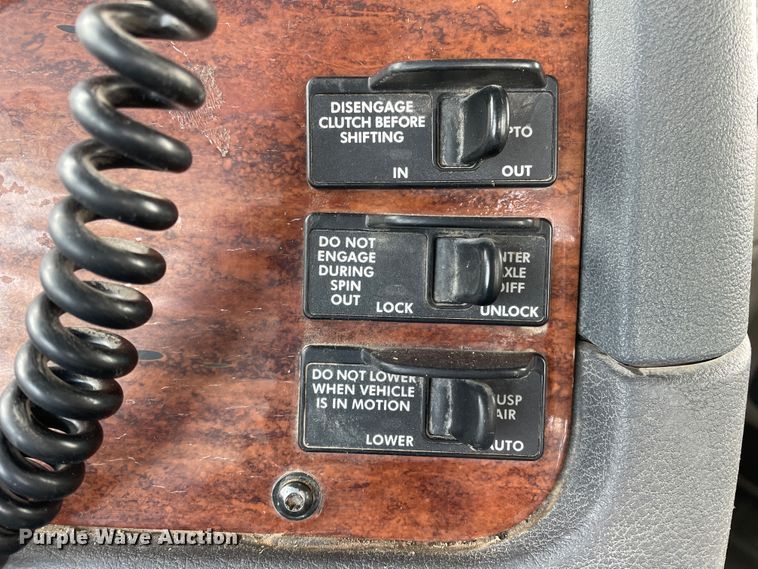 DISENGAGE
CLUTCH BEFORE
SHIFTING
PTO
IN
OUT
DO NOT
ENGAGE
DURING
SPIN
OUT
LOCK
NTER
XLE
DIFF
UNLOCK
DO NOT LOWER
WHEN VEHICLE
IS IN MOTION
LOWER
USP
AIR
AUTO
Purple Wave Auction